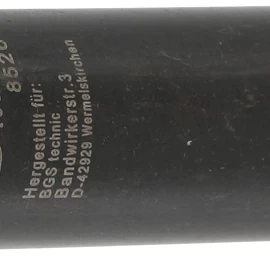 8520
Hergestellt für:
BGS technic
Bandwirkerstr.3
D-42929 Wermelskirchen